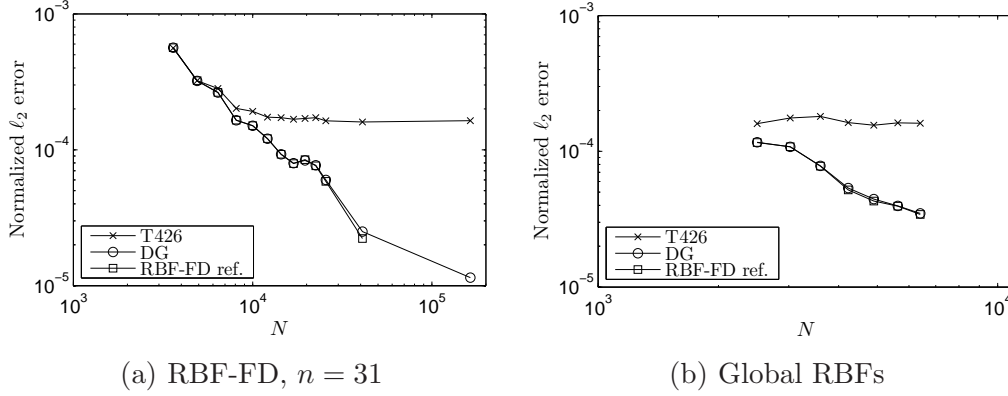 10^-3
10^-4
10^-5
Normalized ℓ_2 error
T426
DG
RBF-FD ref.
10^3
10^4
10^5
N
(a) RBF-FD, n = 31
10^-3
10^-4
10^-5
Normalized ℓ_2 error
T426
DG
RBF-FD ref.
10^3
10^4
N
(b) Global RBFs